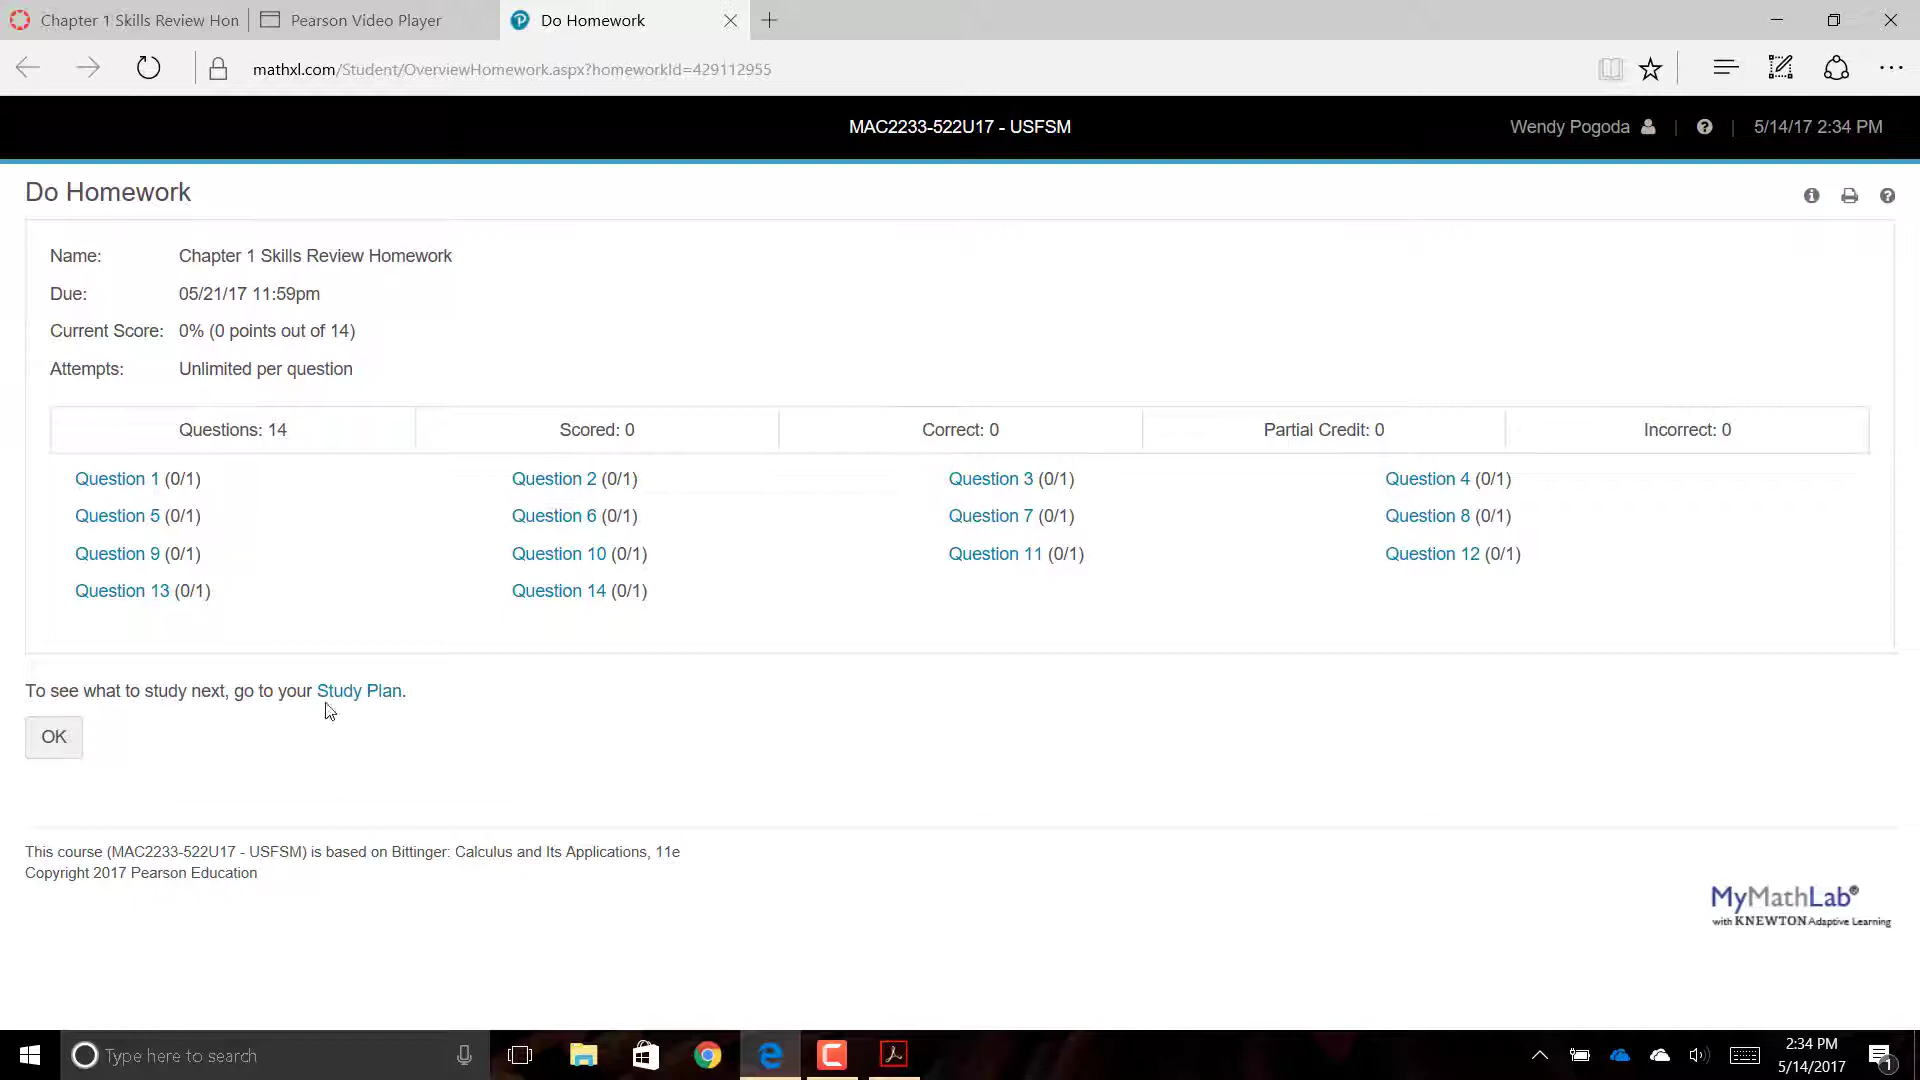 Chapter 1 Skills Review Hon
Pearson Video Player
Do Homework
mathxl.com/Student/OverviewHomework.aspx?homeworkId=429112955
MAC2233-522U17 - USFSM
Wendy Pogoda
5/14/17 2:34 PM
Do Homework
Name: Chapter 1 Skills Review Homework
Due: 05/21/17 11:59pm
Current Score: 0% (0 points out of 14)
Attempts: Unlimited per question
Questions: 14 Scored: 0 Correct: 0 Partial Credit: 0 Incorrect: 0
Question 1 (0/1) Question 2 (0/1) Question 3 (0/1) Question 4 (0/1)
Question 5 (0/1) Question 6 (0/1) Question 7 (0/1) Question 8 (0/1)
Question 9 (0/1) Question 10 (0/1) Question 11 (0/1) Question 12 (0/1)
Question 13 (0/1) Question 14 (0/1)
To see what to study next, go to your Study Plan.
OK
This course (MAC2233-522U17 - USFSM) is based on Bittinger: Calculus and Its Applications, 11e
Copyright 2017 Pearson Education
MyMathLab®
with KNEWTON Adaptive Learning
Type here to search
2:34 PM
5/14/2017
1